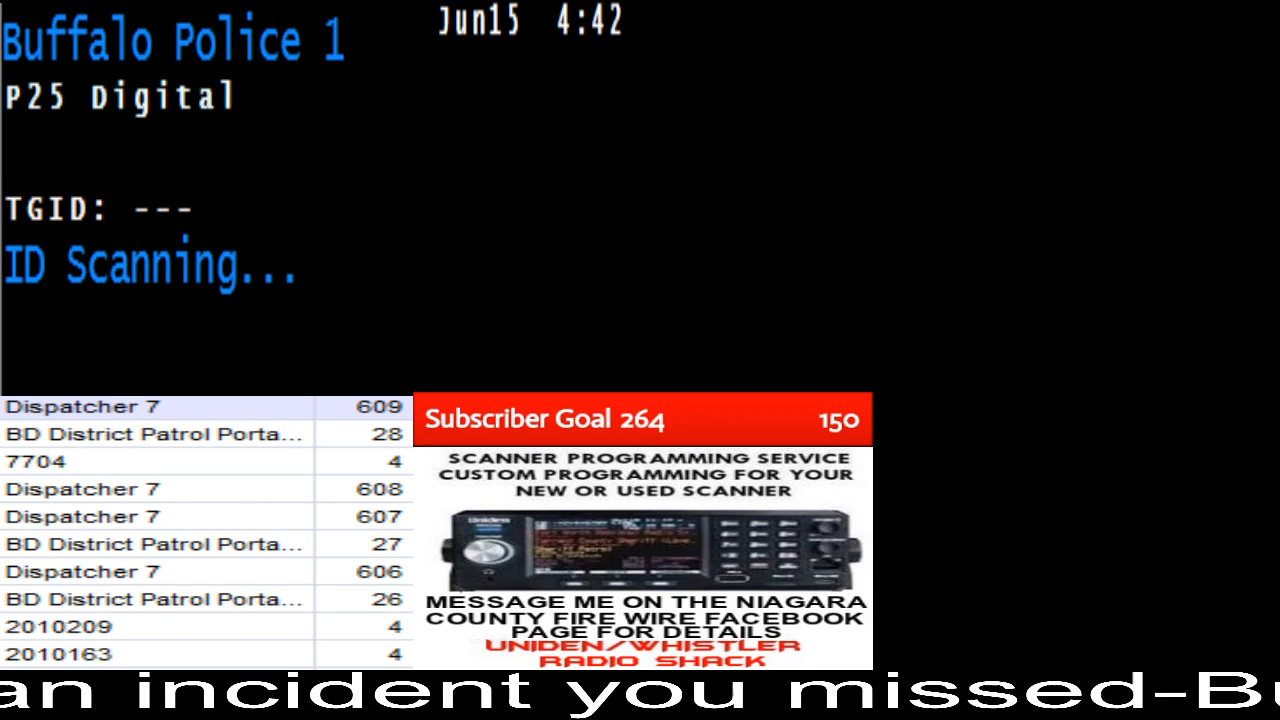 Buffalo Police 1
Jun15 4:42
P25 Digital
TGID: ---
ID Scanning...
Dispatcher 7 609
BD District Patrol Porta... 28
7704 4
Dispatcher 7 608
Dispatcher 7 607
BD District Patrol Porta... 27
Dispatcher 7 606
BD District Patrol Porta... 26
2010209 4
2010163 4
Subscriber Goal 264 150
SCANNER PROGRAMMING SERVICE
CUSTOM PROGRAMMING FOR YOUR
NEW OR USED SCANNER
Uniden
MESSAGE ME ON THE NIAGARA
COUNTY FIRE WIRE FACEBOOK
PAGE FOR DETAILS
UNIDEN/WHISTLER
RADIO SHACK
an incident you missed-Bu